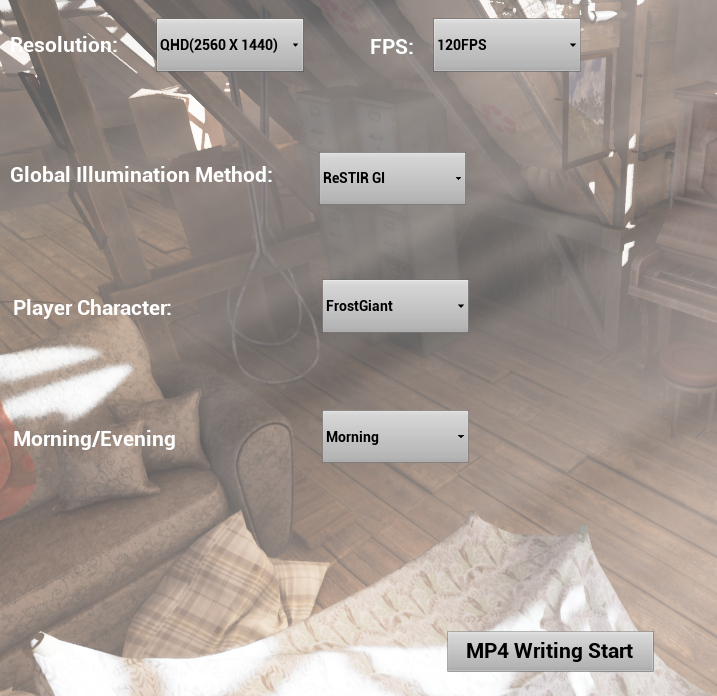 Resolution: QHD(2560 X 1440) FPS: 120FPS
Global Illumination Method: ReSTIR GI
Player Character: FrostGiant
Morning/Evening Morning
MP4 Writing Start